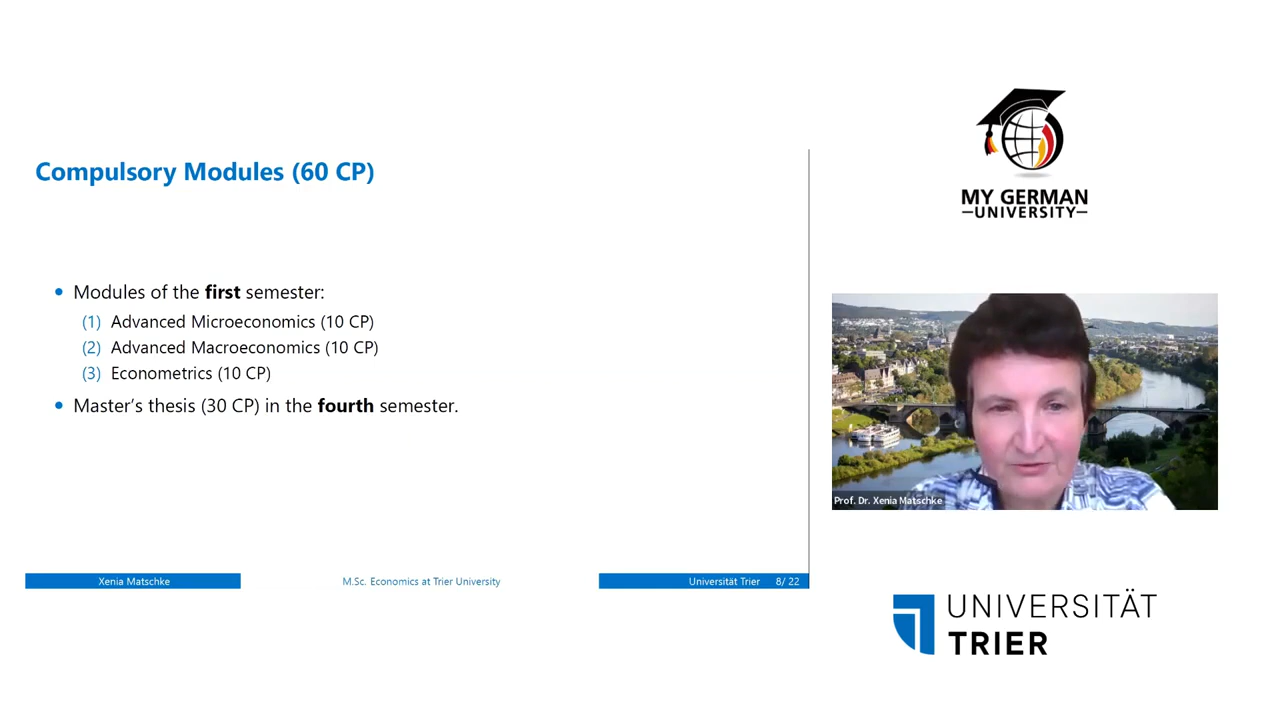 Compulsory Modules (60 CP)
• Modules of the first semester:
(1) Advanced Microeconomics (10 CP)
(2) Advanced Macroeconomics (10 CP)
(3) Econometrics (10 CP)
• Master's thesis (30 CP) in the fourth semester.
Xenia Matschke
M.Sc. Economics at Trier University
Universität Trier 8/ 22
MY GERMAN
–UNIVERSITY–
Prof. Dr. Xenia Matschke
UNIVERSITÄT
TRIER